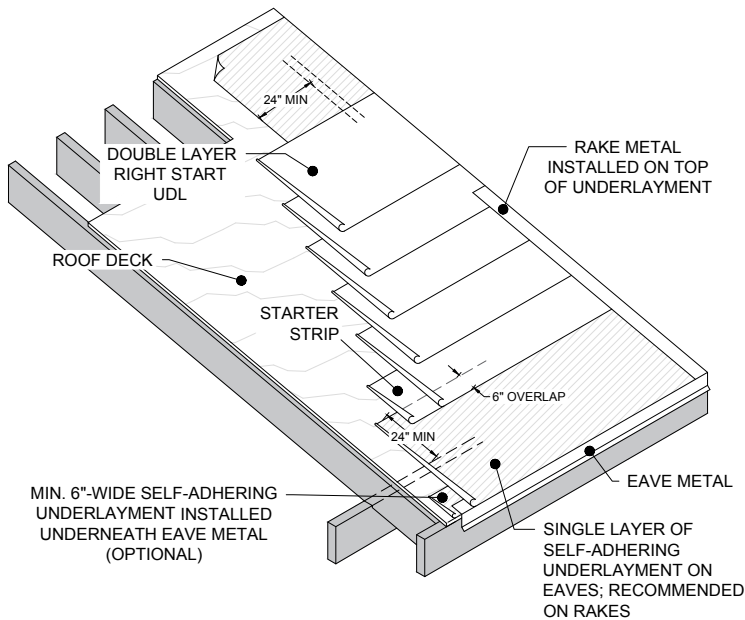 24" MIN
DOUBLE LAYER
RIGHT START
UDL
RAKE METAL
INSTALLED ON TOP
OF UNDERLAYMENT
ROOF DECK
STARTER
STRIP
6" OVERLAP
24" MIN
EAVE METAL
MIN. 6"-WIDE SELF-ADHERING
UNDERLAYMENT INSTALLED
UNDERNEATH EAVE METAL
(OPTIONAL)
SINGLE LAYER OF
SELF-ADHERING
UNDERLAYMENT ON
EAVES; RECOMMENDED
ON RAKES